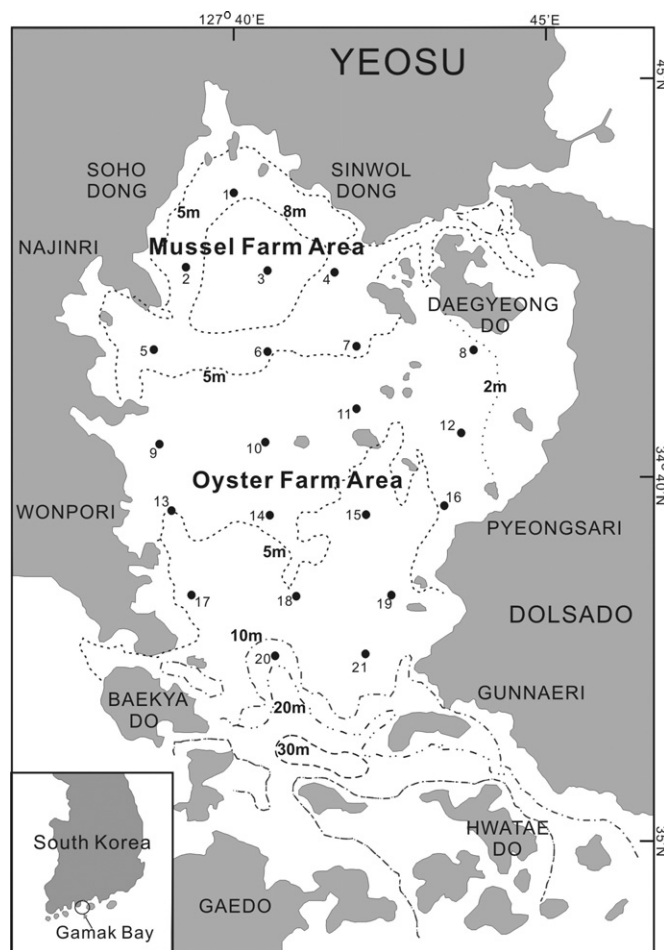 127° 40' E
45'
YEOSU
45'N
SOHO
DONG
SINWOL
DONG
1
5m
8m
NAJINRI
Mussel Farm Area
2
3
4
DAEGYEONG
DO
5
6
7
8
5m
2m
11
12
9
10
34° 40'N
Oyster Farm Area
WONPORI
13
14
15
16
PYEONGSARI
5m
17
18
19
DOLSADO
10m
20
21
GUNNAERI
BAEKYA
DO
20m
30m
South Korea
HWATAE
DO
35'N
GAEDO
Gamak Bay